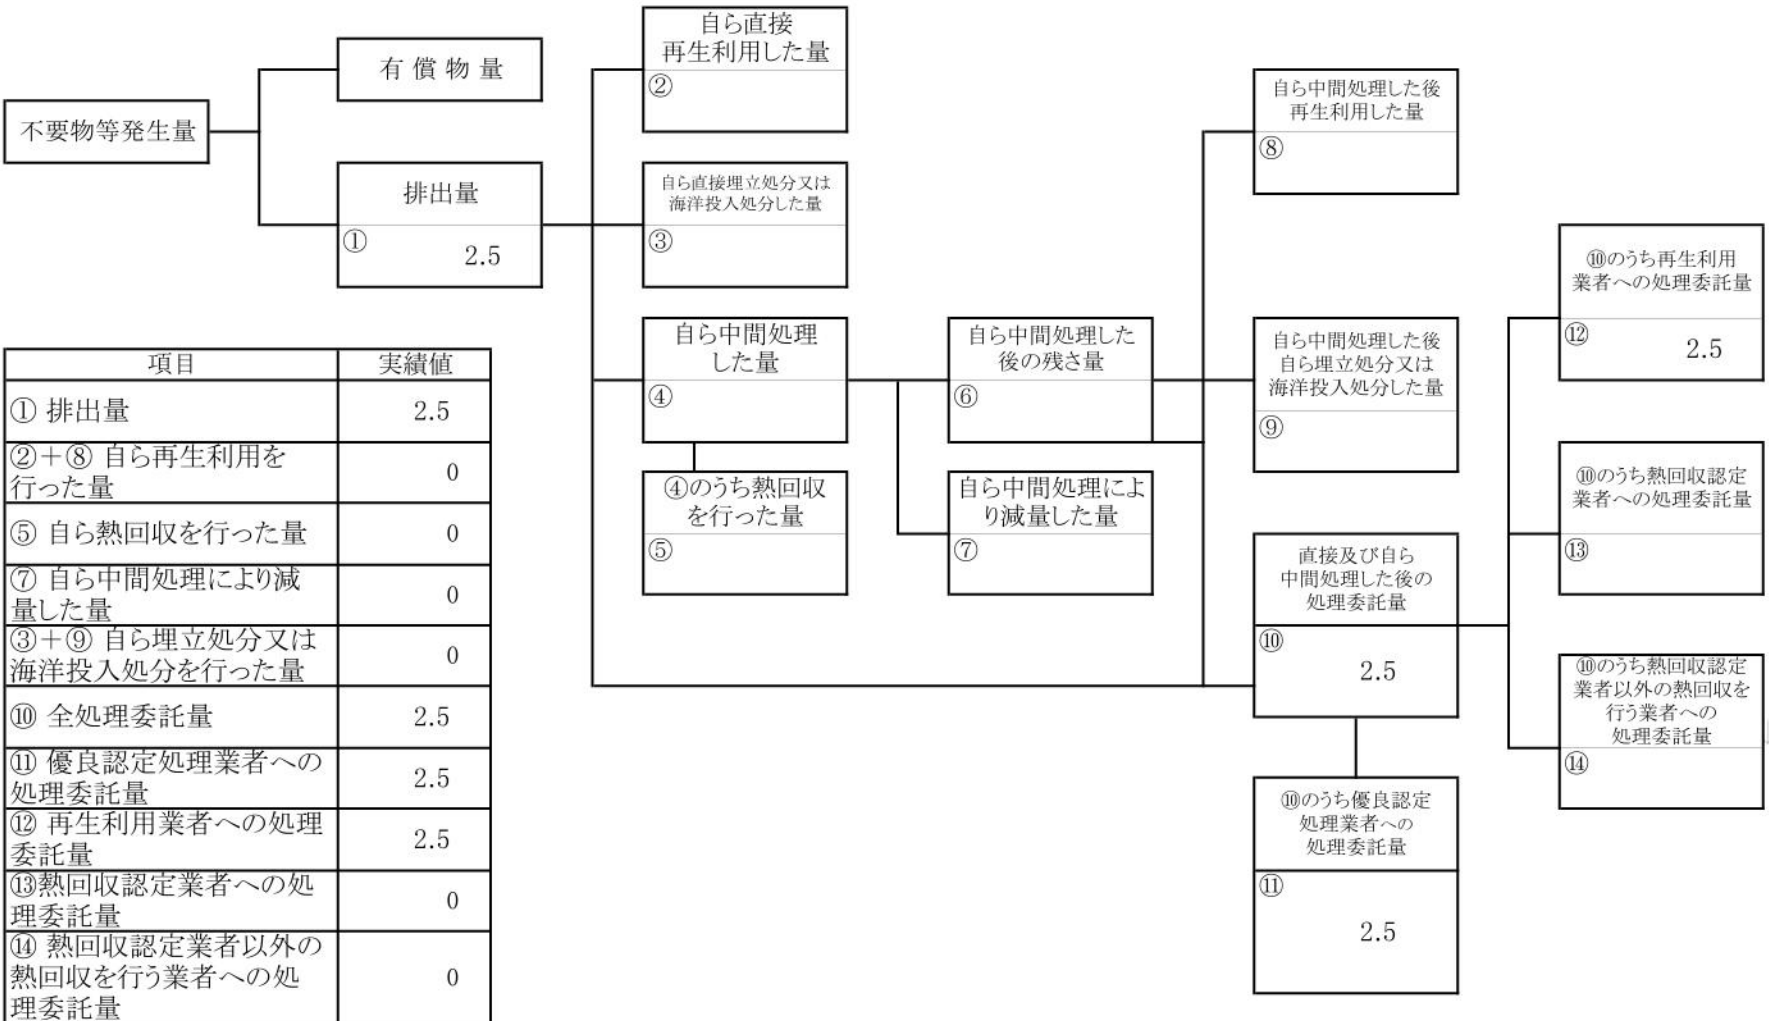 不要物等発生量
有償物量
排出量
①
2.5
自ら直接
再生利用した量
②
自ら直接埋立処分又は
海洋投入処分した量
③
自ら中間処理
した量
④
④のうち熱回収
を行った量
⑤
自ら中間処理した
後の残さ量
⑥
自ら中間処理によ
り減量した量
⑦
自ら中間処理した後
再生利用した量
⑧
自ら中間処理した後
自ら埋立処分又は
海洋投入処分した量
⑨
直接及び自ら
中間処理した後の
処理委託量
⑩
2.5
⑩のうち優良認定
処理業者への
処理委託量
⑪
2.5
⑩のうち再生利用
業者への処理委託量
⑫
2.5
⑩のうち熱回収認定
業者への処理委託量
⑬
⑩のうち熱回収認定
業者以外の熱回収を
行う業者への
処理委託量
⑭
項目 実績値
① 排出量 2.5
②+⑧ 自ら再生利用を
行った量 0
⑤ 自ら熱回収を行った量 0
⑦ 自ら中間処理により減
量した量 0
③+⑨ 自ら埋立処分又は
海洋投入処分を行った量 0
⑩ 全処理委託量 2.5
⑪ 優良認定処理業者への
処理委託量 2.5
⑫ 再生利用業者への処理
委託量 2.5
⑬熱回収認定業者への処
理委託量 0
⑭ 熱回収認定業者以外の
熱回収を行う業者への処 0
理委託量